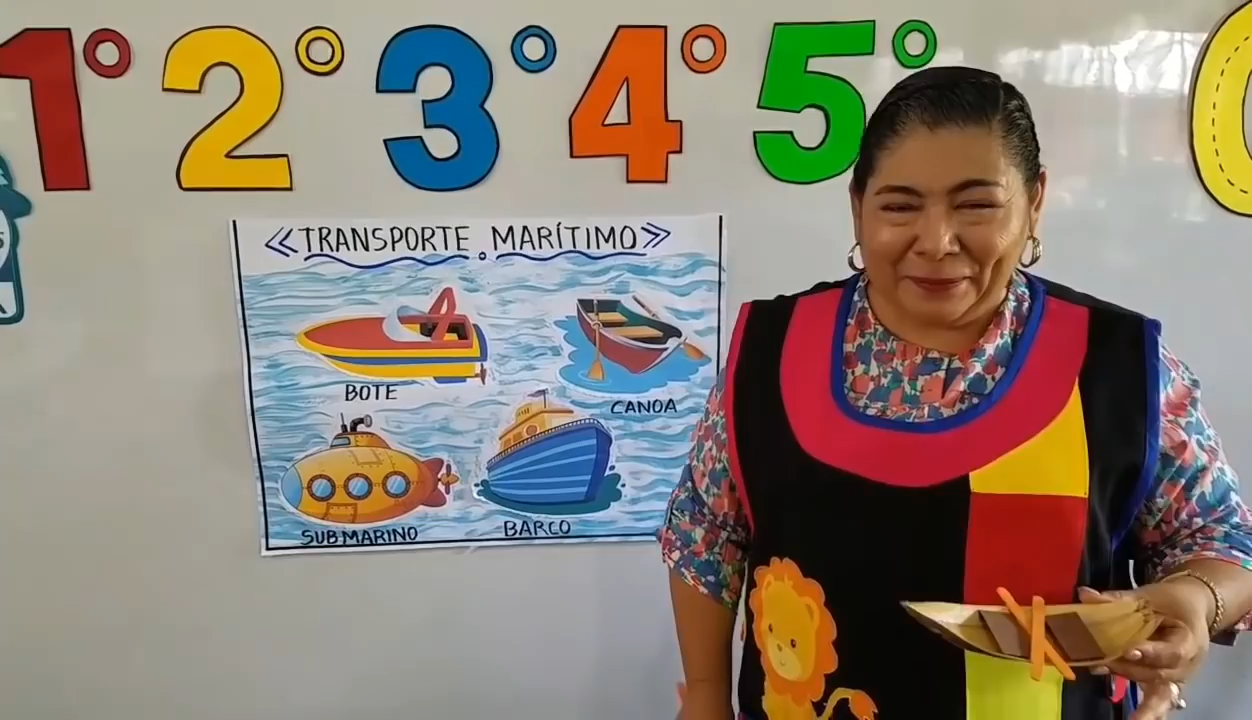 1° 2° 3° 4° 5°
<<TRANSPORTE MARÍTIMO>>
BOTE
CANOA
SUBMARINO
BARCO